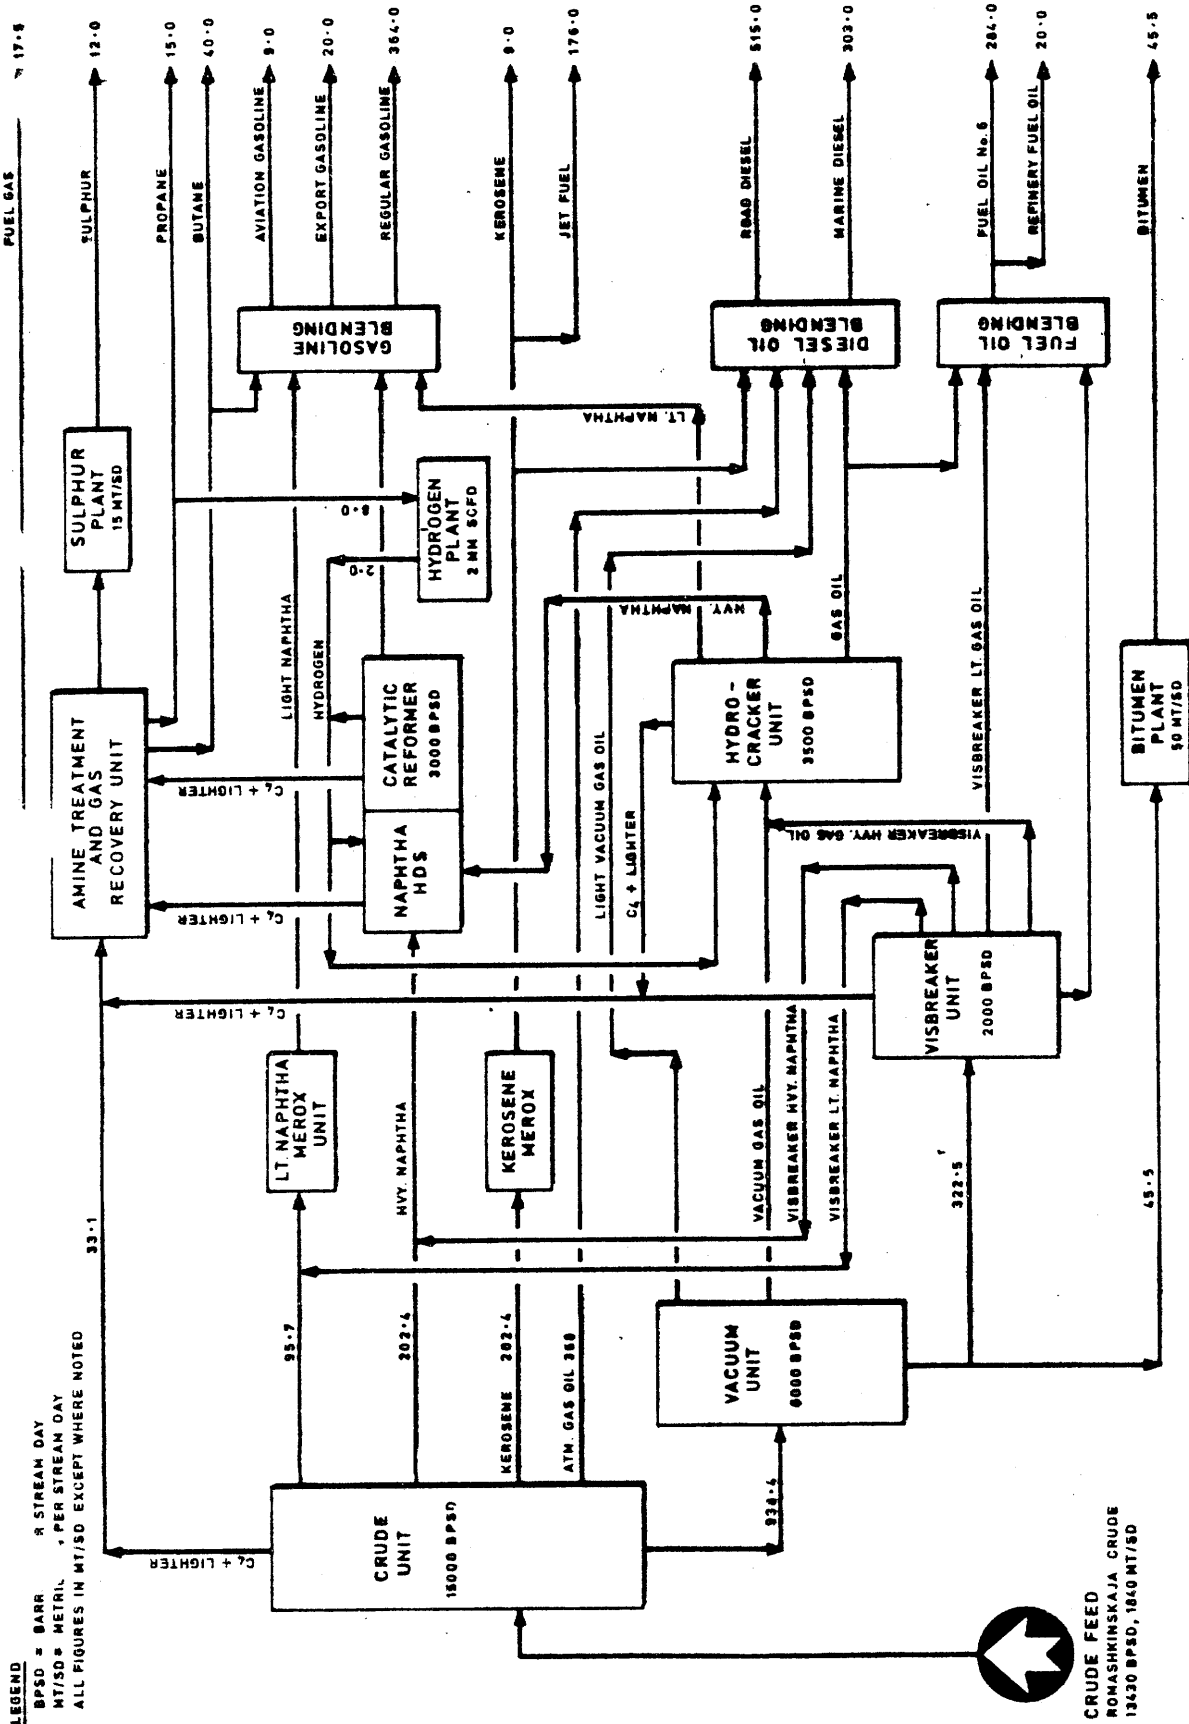 LEGEND
BPSD = BARR STREAM DAY
MT/SD = METRIC PER STREAM DAY
ALL FIGURES IN MT/SD EXCEPT WHERE NOTED
CRUDE FEED
ROMASHKINSKAJA CRUDE
13430 BPSD, 1840 MT/SD
CRUDE
UNIT
15000 BPSD
C4 + LIGHTER
33·1
95·7
202·4
HVY. NAPHTHA
KEROSENE 202·4
ATM. GAS OIL 368
938·4
VACUUM
UNIT
6000 BPSD
LT. NAPHTHA
MEROX
UNIT
KEROSENE
MEROX
VACUUM GAS OIL
VISBREAKER HVY. NAPHTHA
VISBREAKER LT. NAPHTHA
322·5
45·5
VISBREAKER
UNIT
2000 BPSD
C4 + LIGHTER
C4 + LIGHTER
C4 + LIGHTER
C4 + LIGHTER
LIGHT VACUUM GAS OIL
VISBREAKER HVY. GAS OIL
VISBREAKER LT. GAS OIL
AMINE TREATMENT
AND GAS
RECOVERY UNIT
NAPHTHA
HDS
CATALYTIC
REFORMER
3000 BPSD
HYDRO-
CRACKER
UNIT
3500 BPSD
BITUMEN
PLANT
50 MT/SD
LIGHT NAPHTHA
HYDROGEN
HVY. NAPHTHA
GAS OIL
SULPHUR
PLANT
15 MT/SD
HYDROGEN
PLANT
2 MM SCFD
2·0
8·0
LT. NAPHTHA
GASOLINE
BLENDING
DIESEL OIL
BLENDING
FUEL OIL
BLENDING
FUEL GAS 17·5
SULPHUR 12·0
PROPANE 15·0
BUTANE 40·0
AVIATION GASOLINE 9·0
EXPORT GASOLINE 20·0
REGULAR GASOLINE 364·0
KEROSENE 9·0
JET FUEL 176·0
ROAD DIESEL 515·0
MARINE DIESEL 303·0
FUEL OIL No. 6 264·0
REFINERY FUEL OIL 20·0
BITUMEN 45·5